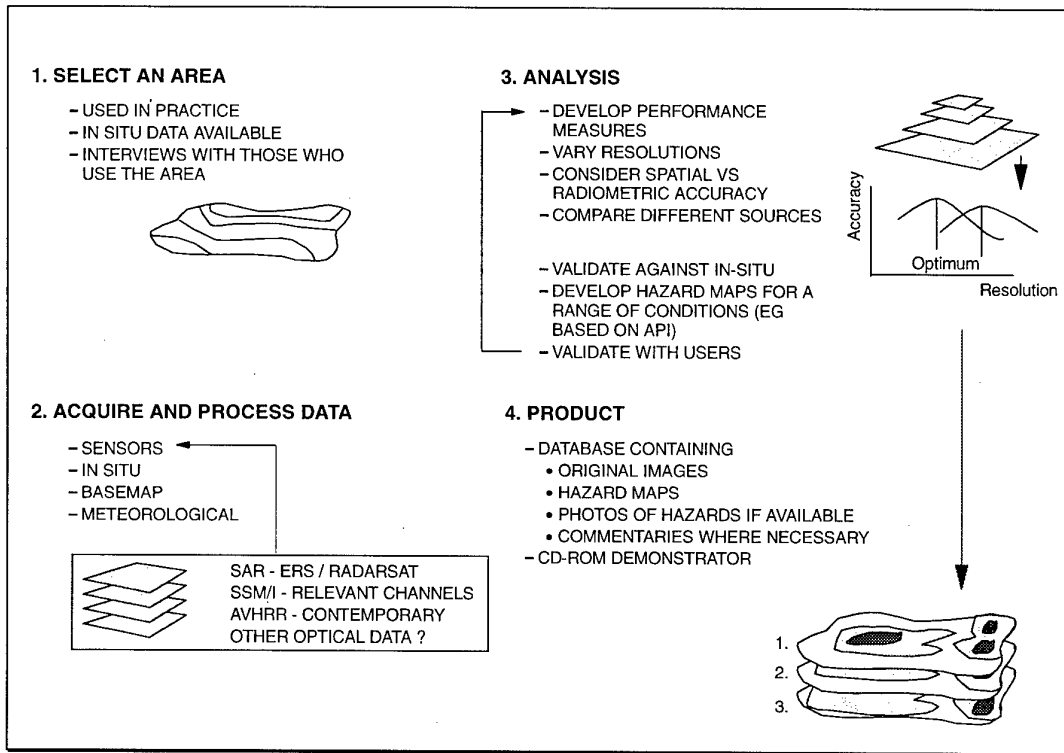 1. SELECT AN AREA
– USED IN PRACTICE
– IN SITU DATA AVAILABLE
– INTERVIEWS WITH THOSE WHO
USE THE AREA
2. ACQUIRE AND PROCESS DATA
– SENSORS
– IN SITU
– BASEMAP
– METEOROLOGICAL
SAR - ERS / RADARSAT
SSM/I - RELEVANT CHANNELS
AVHRR - CONTEMPORARY
OTHER OPTICAL DATA ?
3. ANALYSIS
– DEVELOP PERFORMANCE
MEASURES
– VARY RESOLUTIONS
– CONSIDER SPATIAL VS
RADIOMETRIC ACCURACY
– COMPARE DIFFERENT SOURCES
– VALIDATE AGAINST IN-SITU
– DEVELOP HAZARD MAPS FOR A
RANGE OF CONDITIONS (EG
BASED ON API)
– VALIDATE WITH USERS
Accuracy
Optimum
Resolution
4. PRODUCT
– DATABASE CONTAINING
• ORIGINAL IMAGES
• HAZARD MAPS
• PHOTOS OF HAZARDS IF AVAILABLE
• COMMENTARIES WHERE NECESSARY
– CD-ROM DEMONSTRATOR
1.
2.
3.